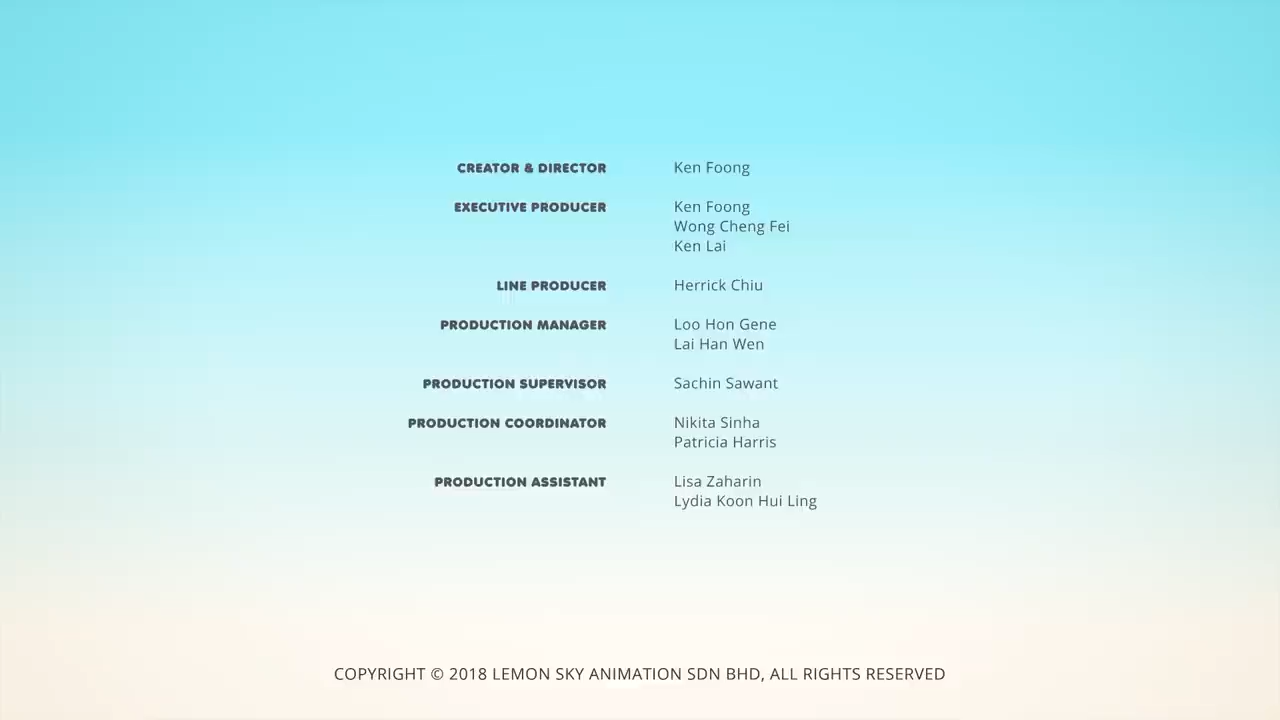 CREATOR & DIRECTOR Ken Foong
EXECUTIVE PRODUCER Ken Foong
Wong Cheng Fei
Ken Lai
LINE PRODUCER Herrick Chiu
PRODUCTION MANAGER Loo Hon Gene
Lai Han Wen
PRODUCTION SUPERVISOR Sachin Sawant
PRODUCTION COORDINATOR Nikita Sinha
Patricia Harris
PRODUCTION ASSISTANT Lisa Zaharin
Lydia Koon Hui Ling
COPYRIGHT © 2018 LEMON SKY ANIMATION SDN BHD, ALL RIGHTS RESERVED